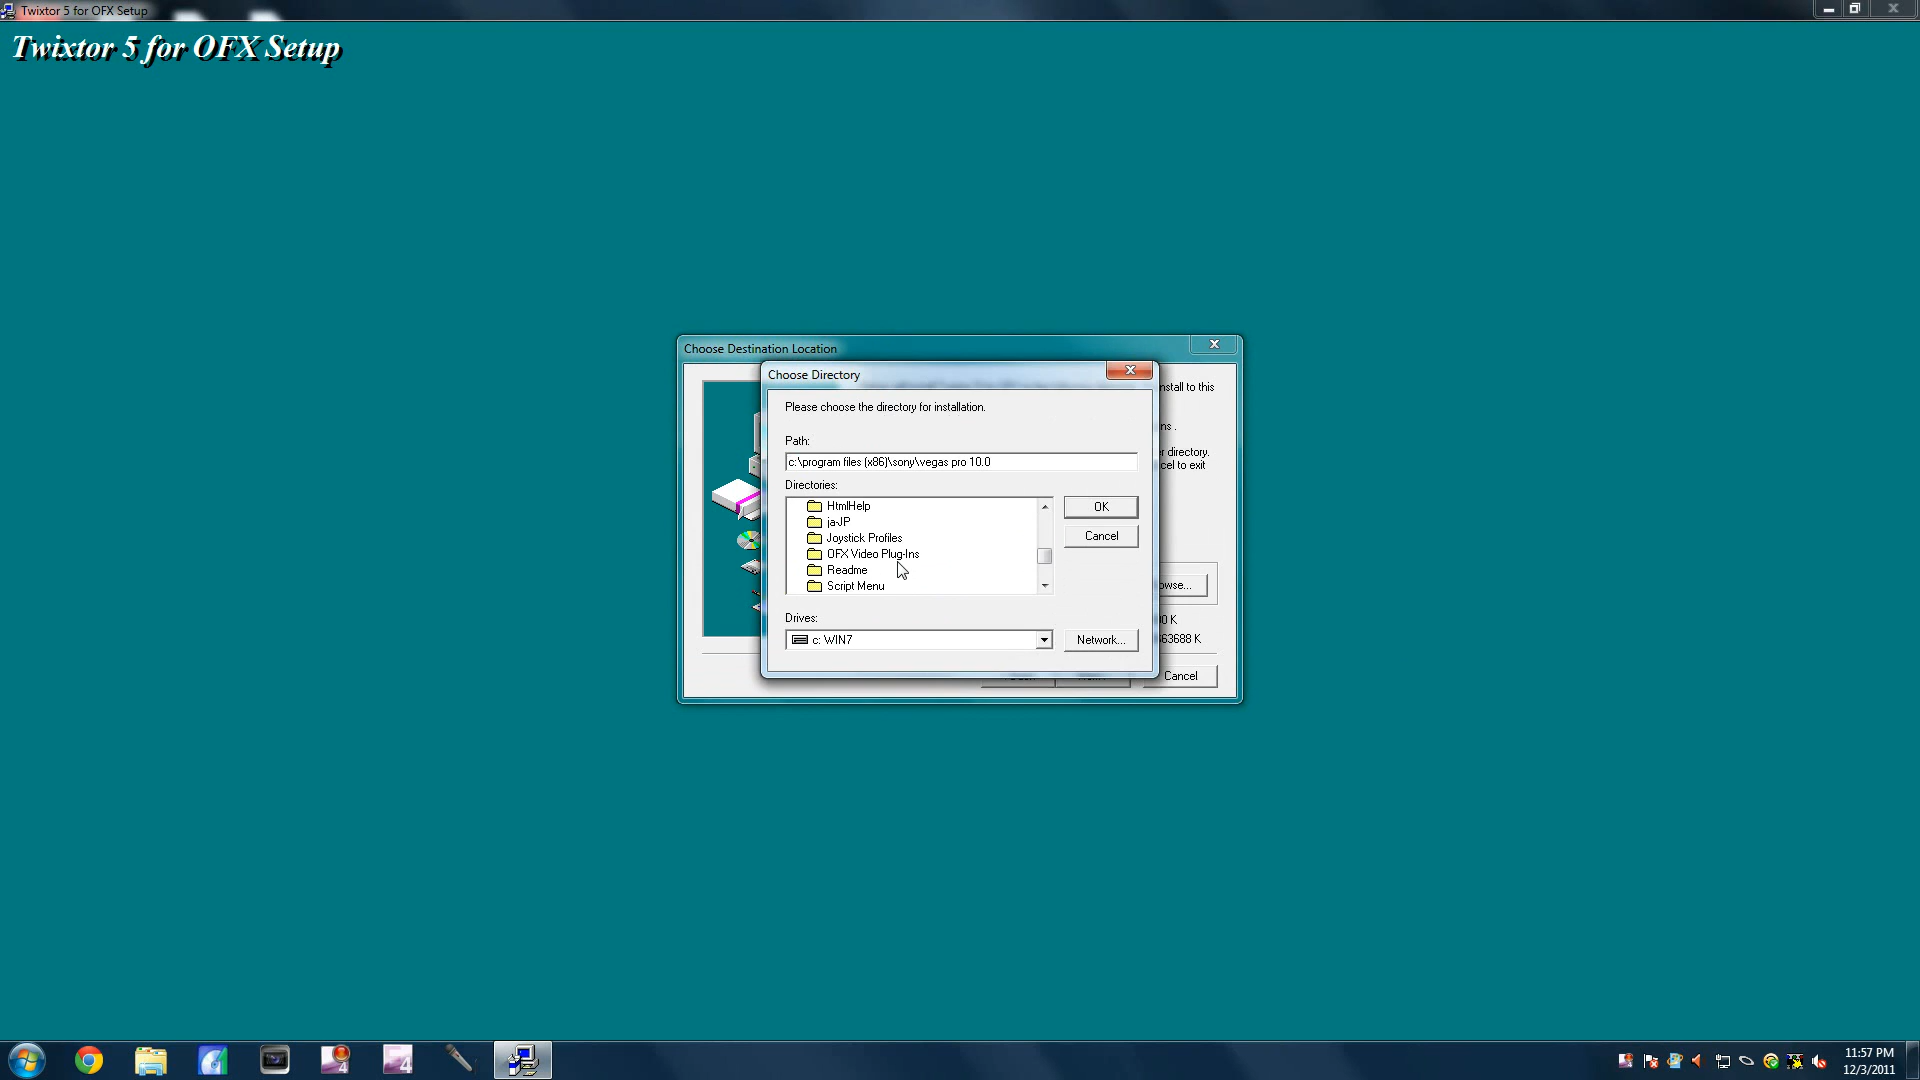 Twixtor 5 for OFX Setup
Twixtor 5 for OFX Setup
Choose Destination Location
Choose Directory
nstall to this
Please choose the directory for installation.
ns .
Path:
r directory.
c:\program files (x86)\sony\vegas pro 10.0
cel to exit
Directories:
HtmlHelp
OK
ja-JP
Joystick Profiles
Cancel
OFX Video Plug-Ins
Readme
Script Menu
owse...
Drives:
0 K
c: WIN7
Network...
63688 K
Cancel
11:57 PM
12/3/2011